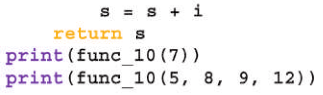 s = s + i
    return s
print(func_10(7))
print(func_10(5, 8, 9, 12))